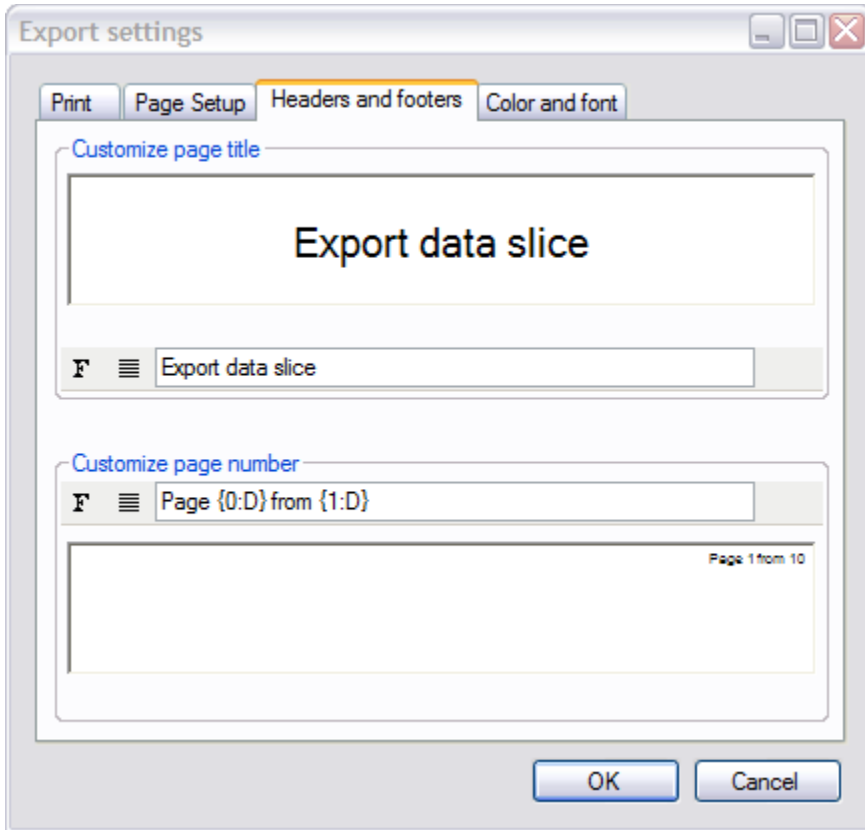 Export settings
Print Page Setup Headers and footers Color and font
Customize page title
Export data slice
F Export data slice
Customize page number
F Page {0:D} from {1:D}
Page 1 from 10
OK Cancel